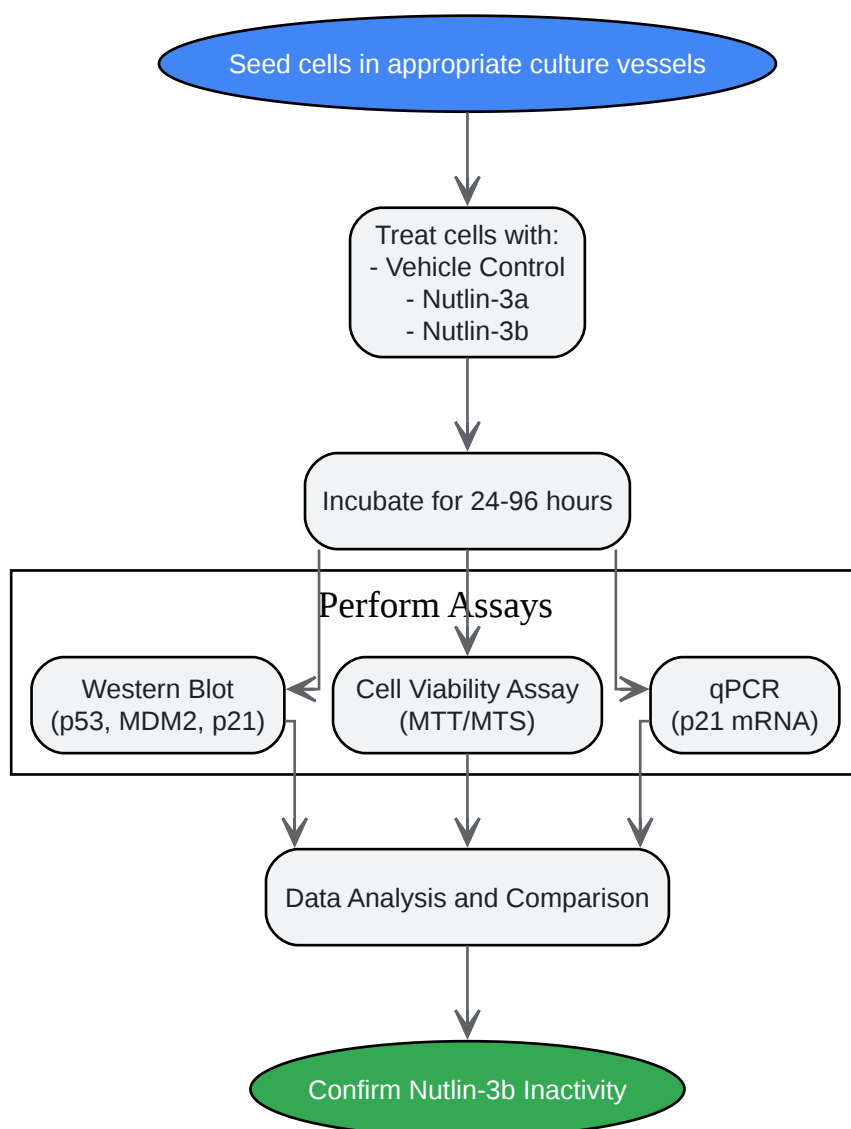 Seed cells in appropriate culture vessels
Treat cells with:
- Vehicle Control
- Nutlin-3a
- Nutlin-3b
Incubate for 24-96 hours
Perform Assays
Western Blot
(p53, MDM2, p21)
Cell Viability Assay
(MTT/MTS)
qPCR
(p21 mRNA)
Data Analysis and Comparison
Confirm Nutlin-3b Inactivity